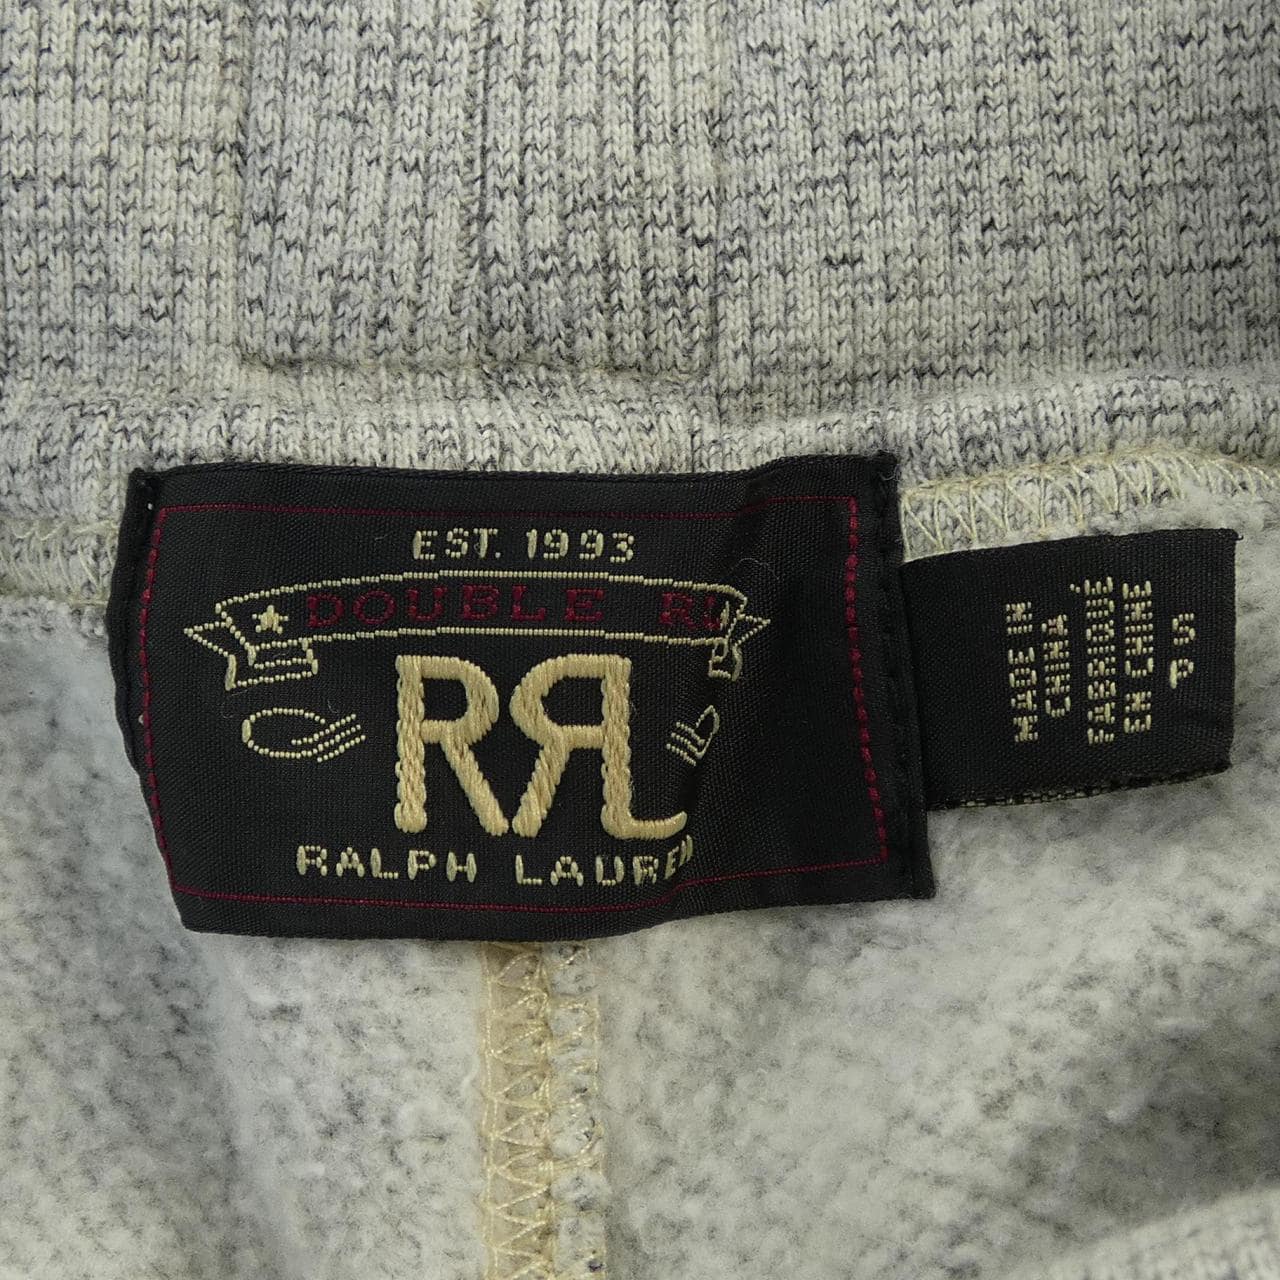 EST. 1993
DOUBLE RL
RRL
RALPH LAUREN
MADE IN
CHINA
FABRIQUÉ
EN CHINE
S
P